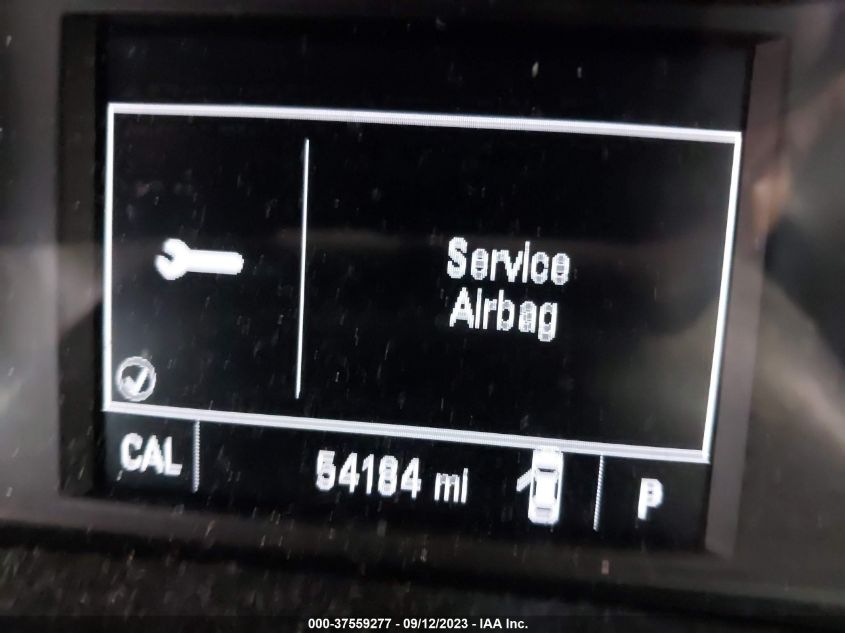 Service
Airbag
CAL
54184 mi
P
000-37559277 - 09/12/2023 - IAA Inc.